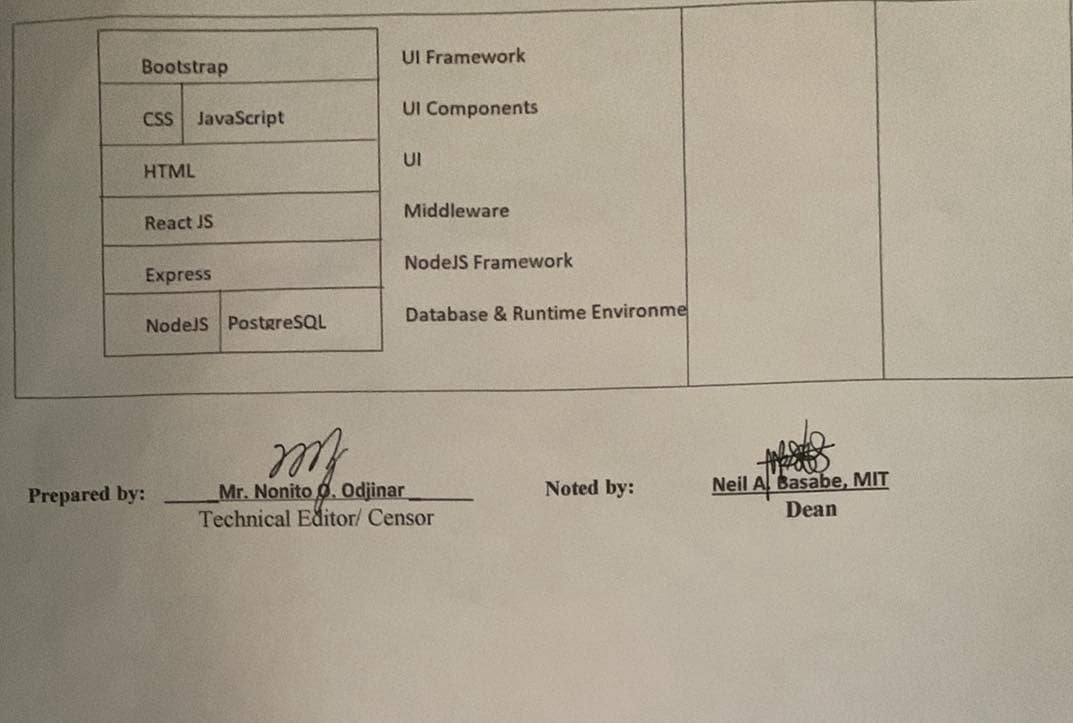 Bootstrap UI Framework
CSS JavaScript UI Components
HTML UI
React JS Middleware
Express NodeJS Framework
NodeJS PostgreSQL Database & Runtime Environme
Prepared by: Mr. Nonito O. Odjinar Noted by: Neil A. Basabe, MIT
Technical Editor/ Censor Dean